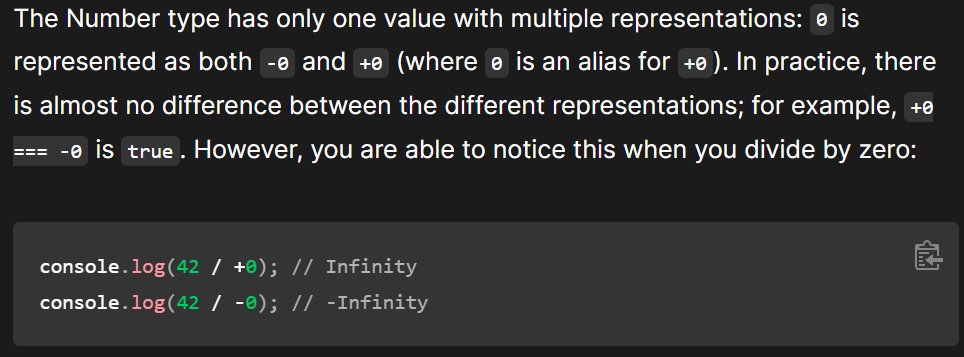 The Number type has only one value with multiple representations: 0 is
represented as both -0 and +0 (where 0 is an alias for +0). In practice, there
is almost no difference between the different representations; for example, +0
=== -0 is true. However, you are able to notice this when you divide by zero:
console.log(42 / +0); // Infinity
console.log(42 / -0); // -Infinity